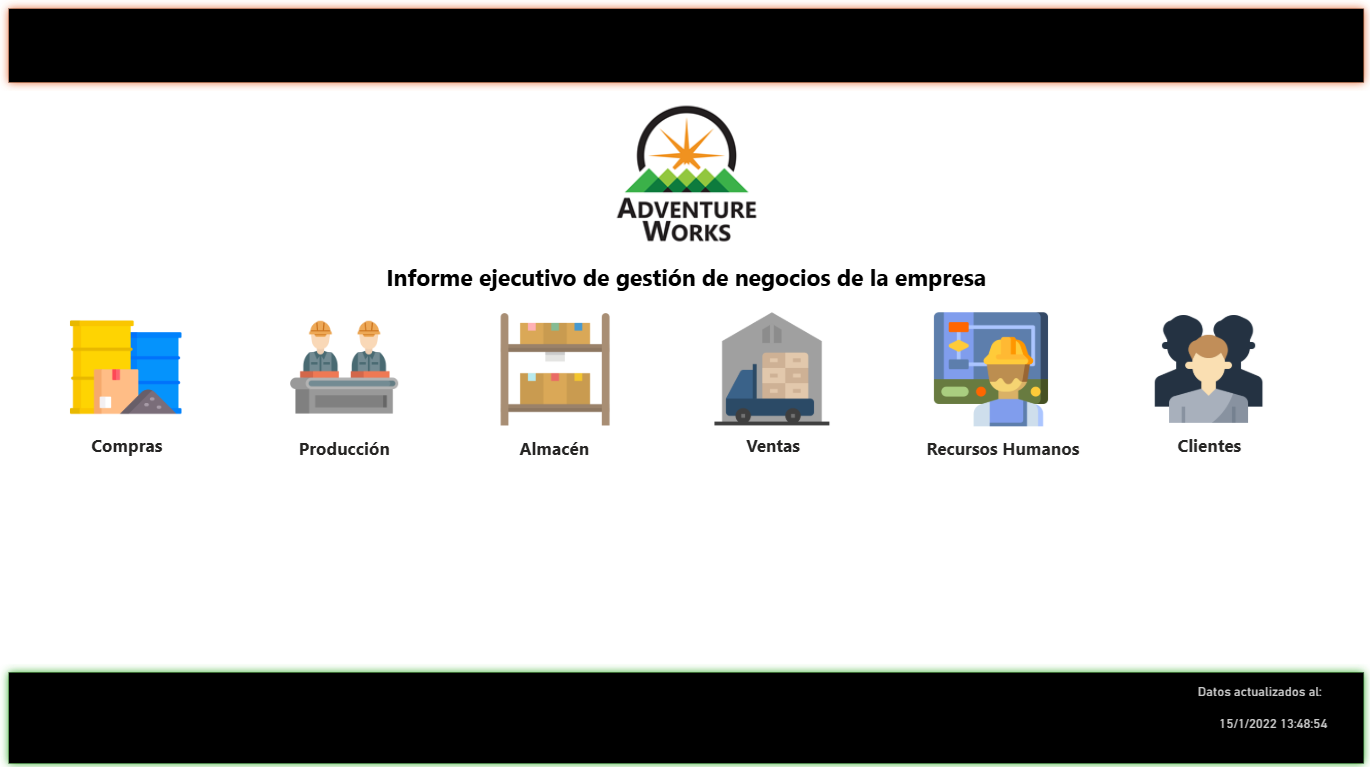 ADVENTURE
WORKS
Informe ejecutivo de gestión de negocios de la empresa
Compras
Producción
Almacén
Ventas
Recursos Humanos
Clientes
Datos actualizados al:
15/1/2022 13:48:54